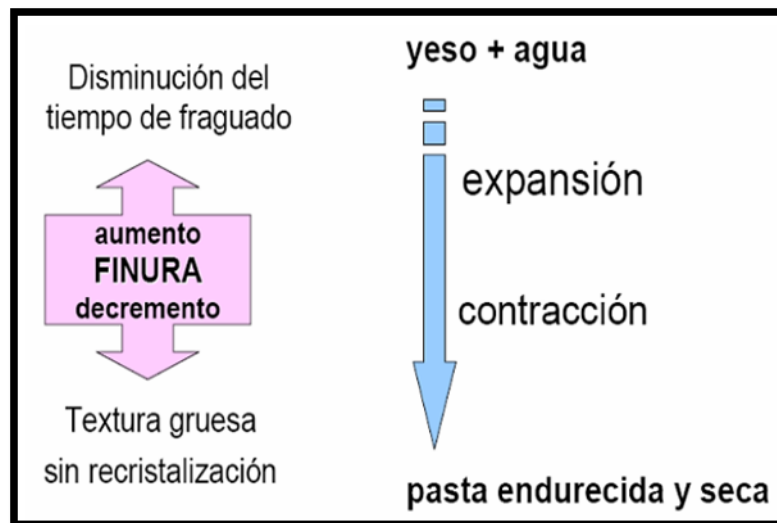 Disminución del
tiempo de fraguado
aumento
FINURA
decremento
Textura gruesa
sin recristalización
yeso + agua
expansión
contracción
pasta endurecida y seca